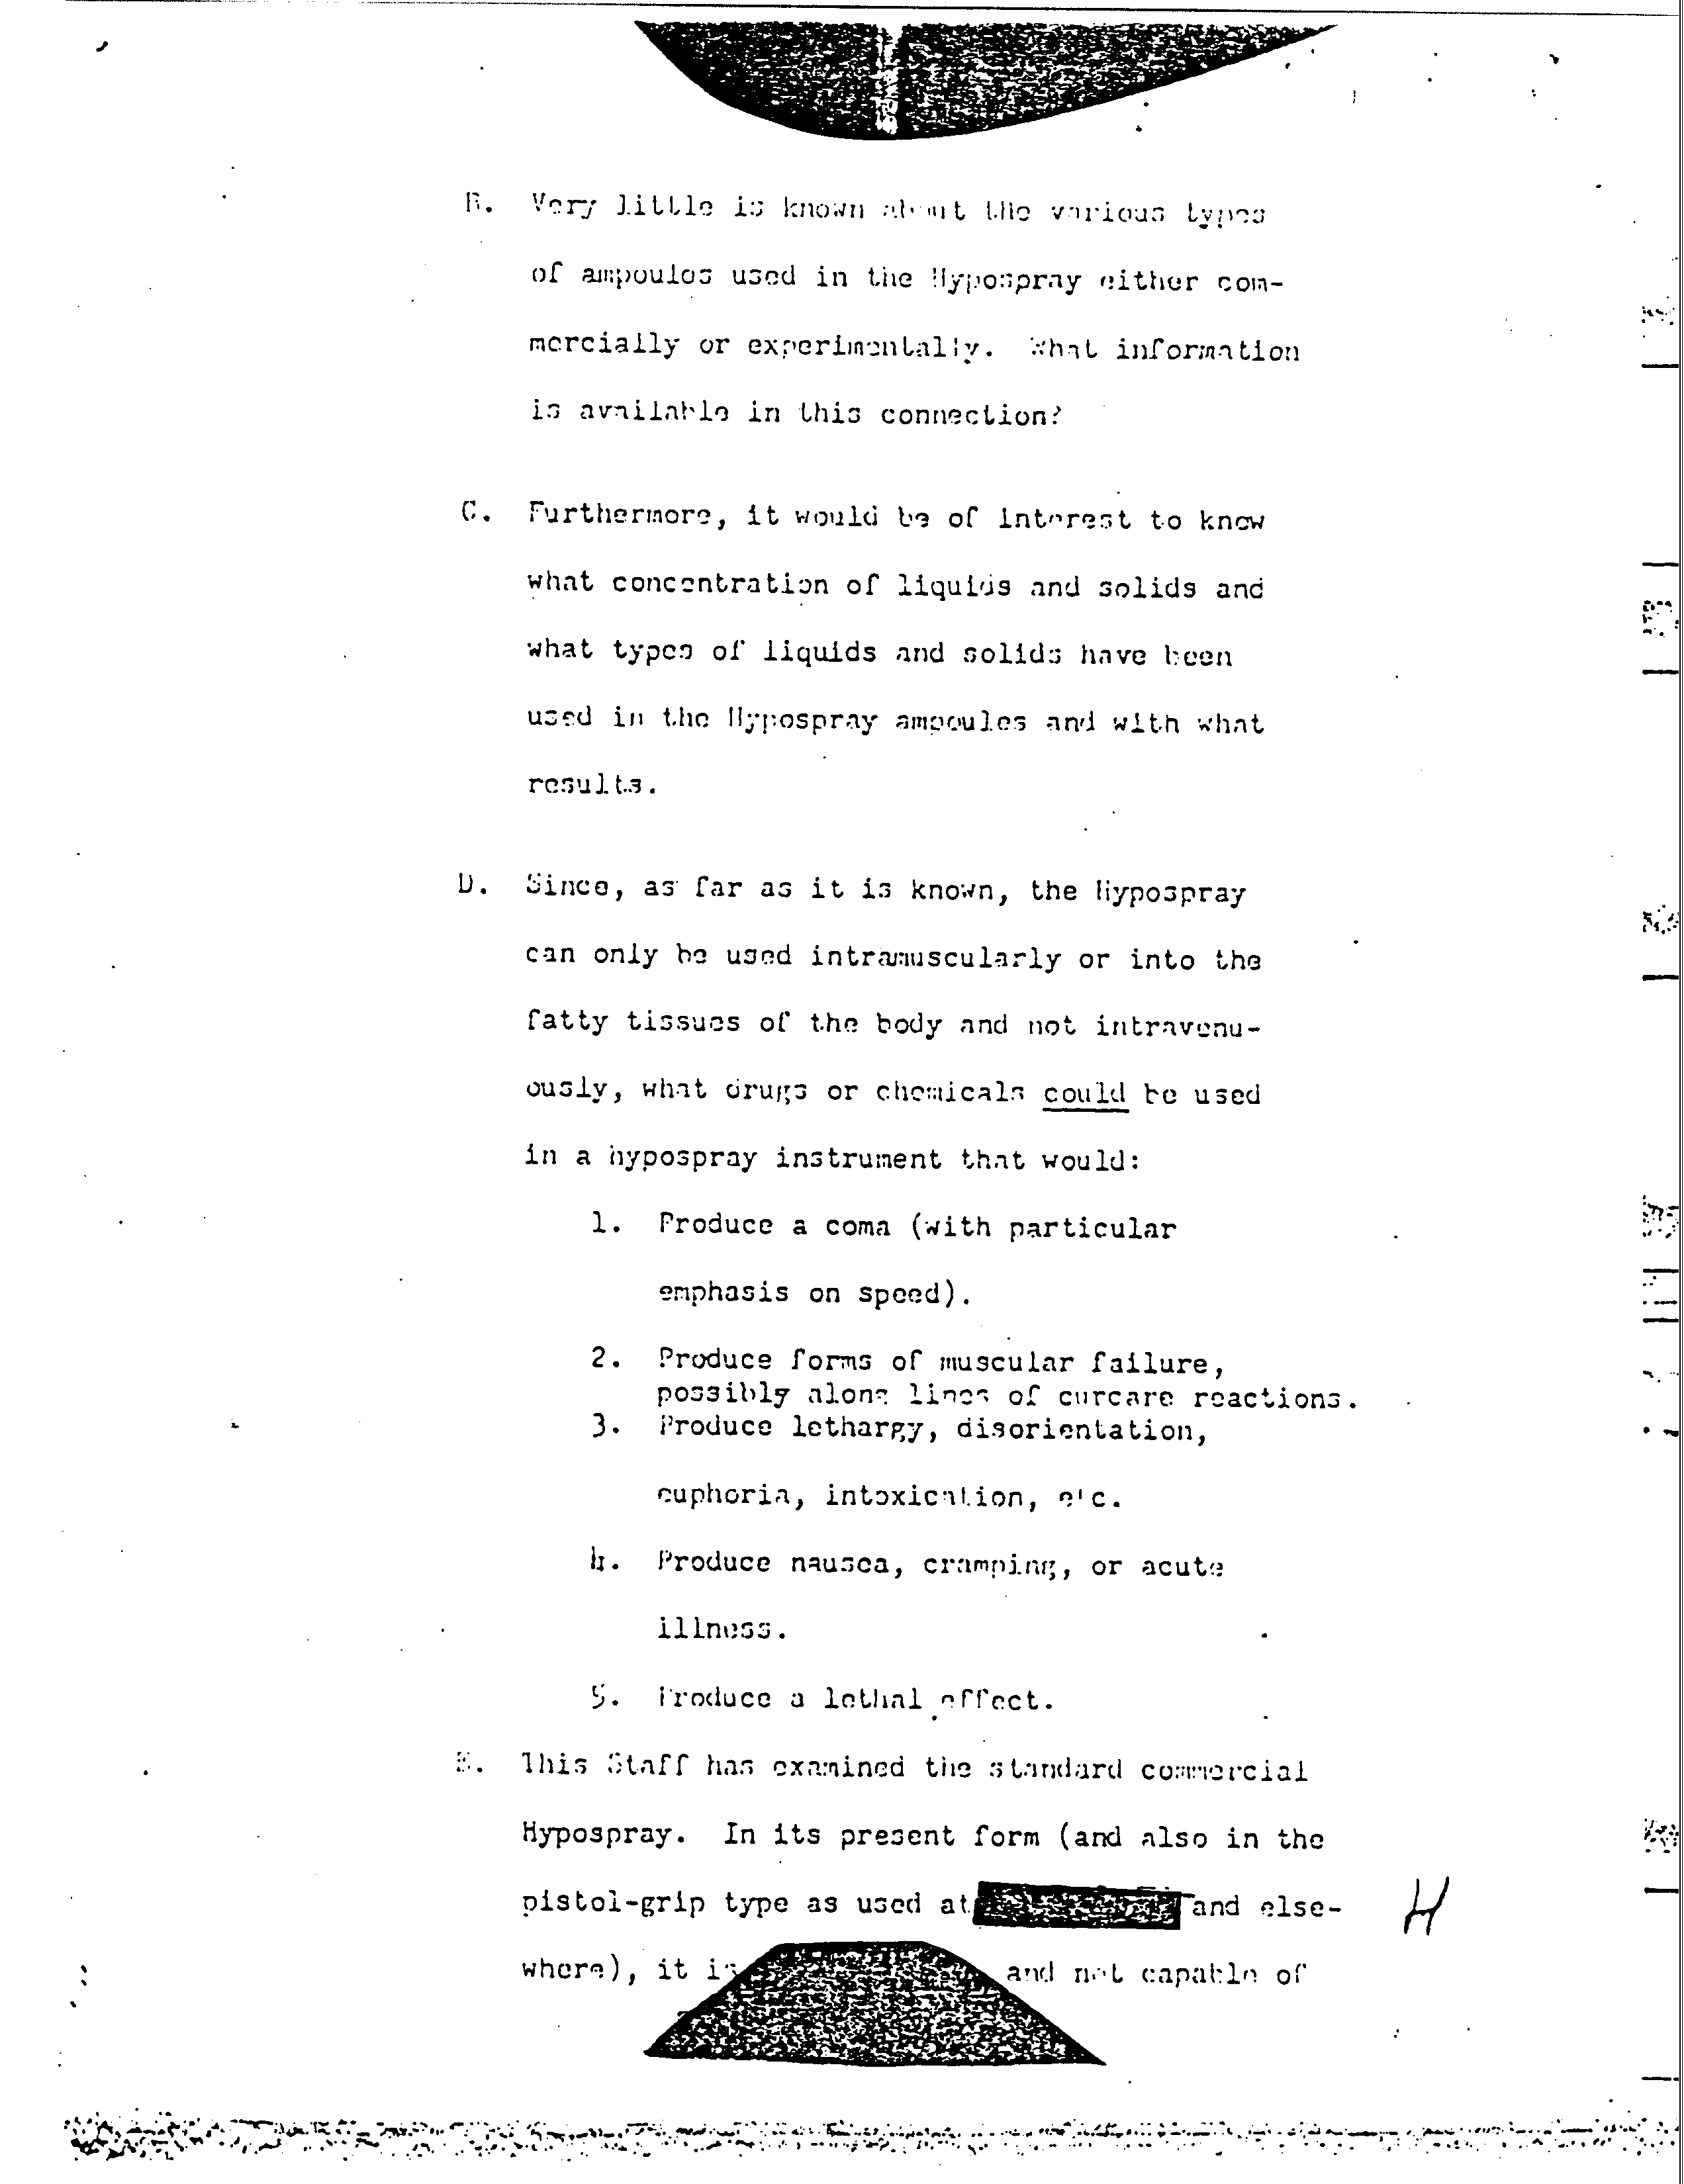 B. Very little is known about the various types
of ampoules used in the Hypospray either com-
mercially or experimentally. What information
is available in this connection?
C. Furthermore, it would be of interest to know
what concentration of liquids and solids and
what types of liquids and solids have been
used in the Hypospray ampoules and with what
results.
D. Since, as far as it is known, the Hypospray
can only be used intramuscularly or into the
fatty tissues of the body and not intravenu-
ously, what drugs or chemicals could be used
in a hypospray instrument that would:
1. Produce a coma (with particular
emphasis on speed).
2. Produce forms of muscular failure,
possibly along lines of curcare reactions.
3. Produce lethargy, disorientation,
euphoria, intoxication, etc.
4. Produce nausea, cramping, or acute
illness.
5. Produce a lethal effect.
E. This Staff has examined the standard commercial
Hypospray. In its present form (and also in the
pistol-grip type as used at and else-
where), it is and not capable of
H